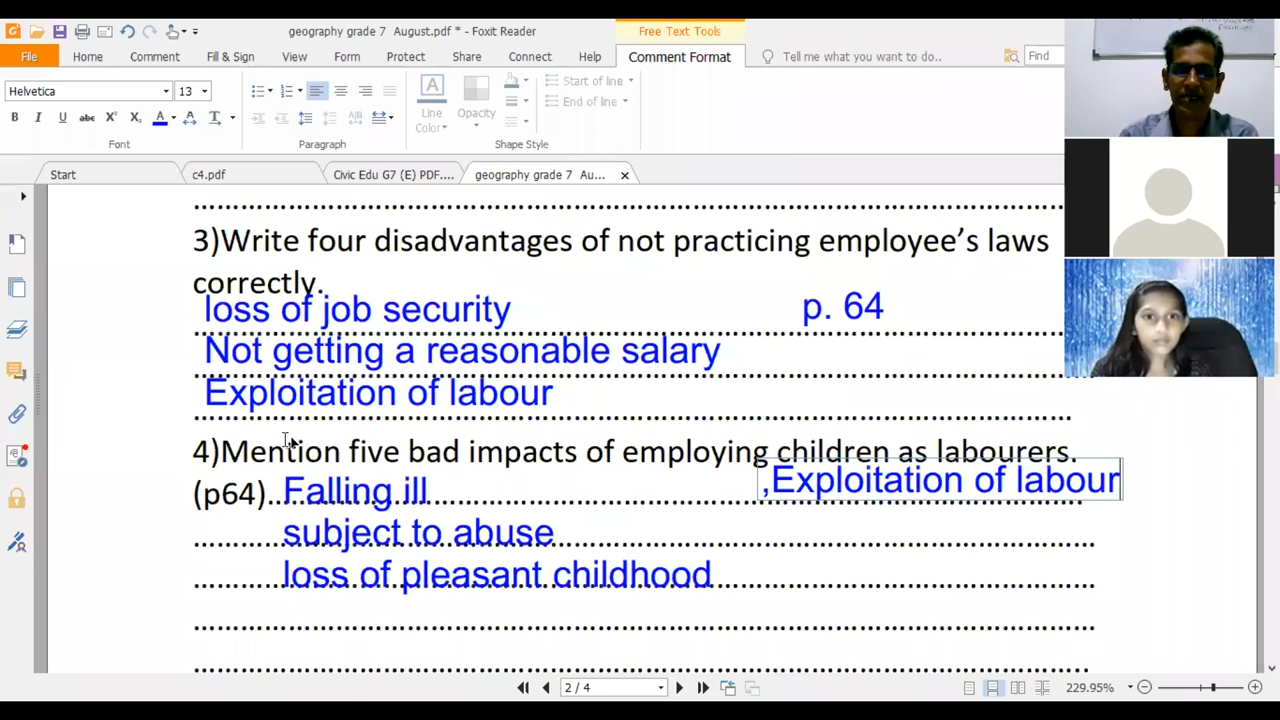 geography grade 7 August.pdf * - Foxit Reader
Free Text Tools
File Home Comment Fill & Sign View Form Protect Share Connect Help Comment Format Tell me what you want to do.. Find
Helvetica 13
Line Color Opacity Start of line
End of line
B I U abc X² X₂ A A T
Font Paragraph Shape Style
Start c4.pdf Civic Edu G7 (E) PDF.... geography grade 7 Au...
3)Write four disadvantages of not practicing employee's laws
correctly.
loss of job security p. 64
Not getting a reasonable salary
Exploitation of labour
4)Mention five bad impacts of employing children as labourers.
,Exploitation of labour
(p64) Falling ill
subject to abuse
loss of pleasant childhood
2 / 4 229.95%